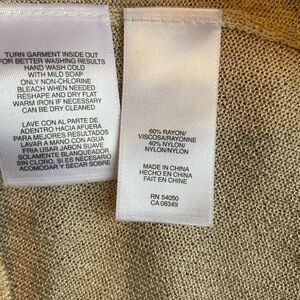 TURN GARMENT INSIDE OUT
FOR BETTER WASHING RESULTS
HAND WASH COLD
WITH MILD SOAP
ONLY NON-CHLORINE
BLEACH WHEN NEEDED
RESHAPE AND DRY FLAT
WARM IRON IF NECESSARY
CAN BE DRY CLEANED
LAVE CON AL PARTE DE
ADENTRO HACIA AFUERA
PARA MEJORES RESULTADOS
LAVAR A MANO CON AGUA
FRIA USAR JABON SUAVE
SOLAMENTE BLANQUEADOR
SIN CLORO, SI ES NECESARIO
ACOMODAR Y SECAR SOBRE
60% RAYON/
VISCOSA/RAYONNE
40% NYLON/
NYLON/NYLON
MADE IN CHINA
HECHO EN CHINA
FAIT EN CHINE
RN 54050
CA 08349